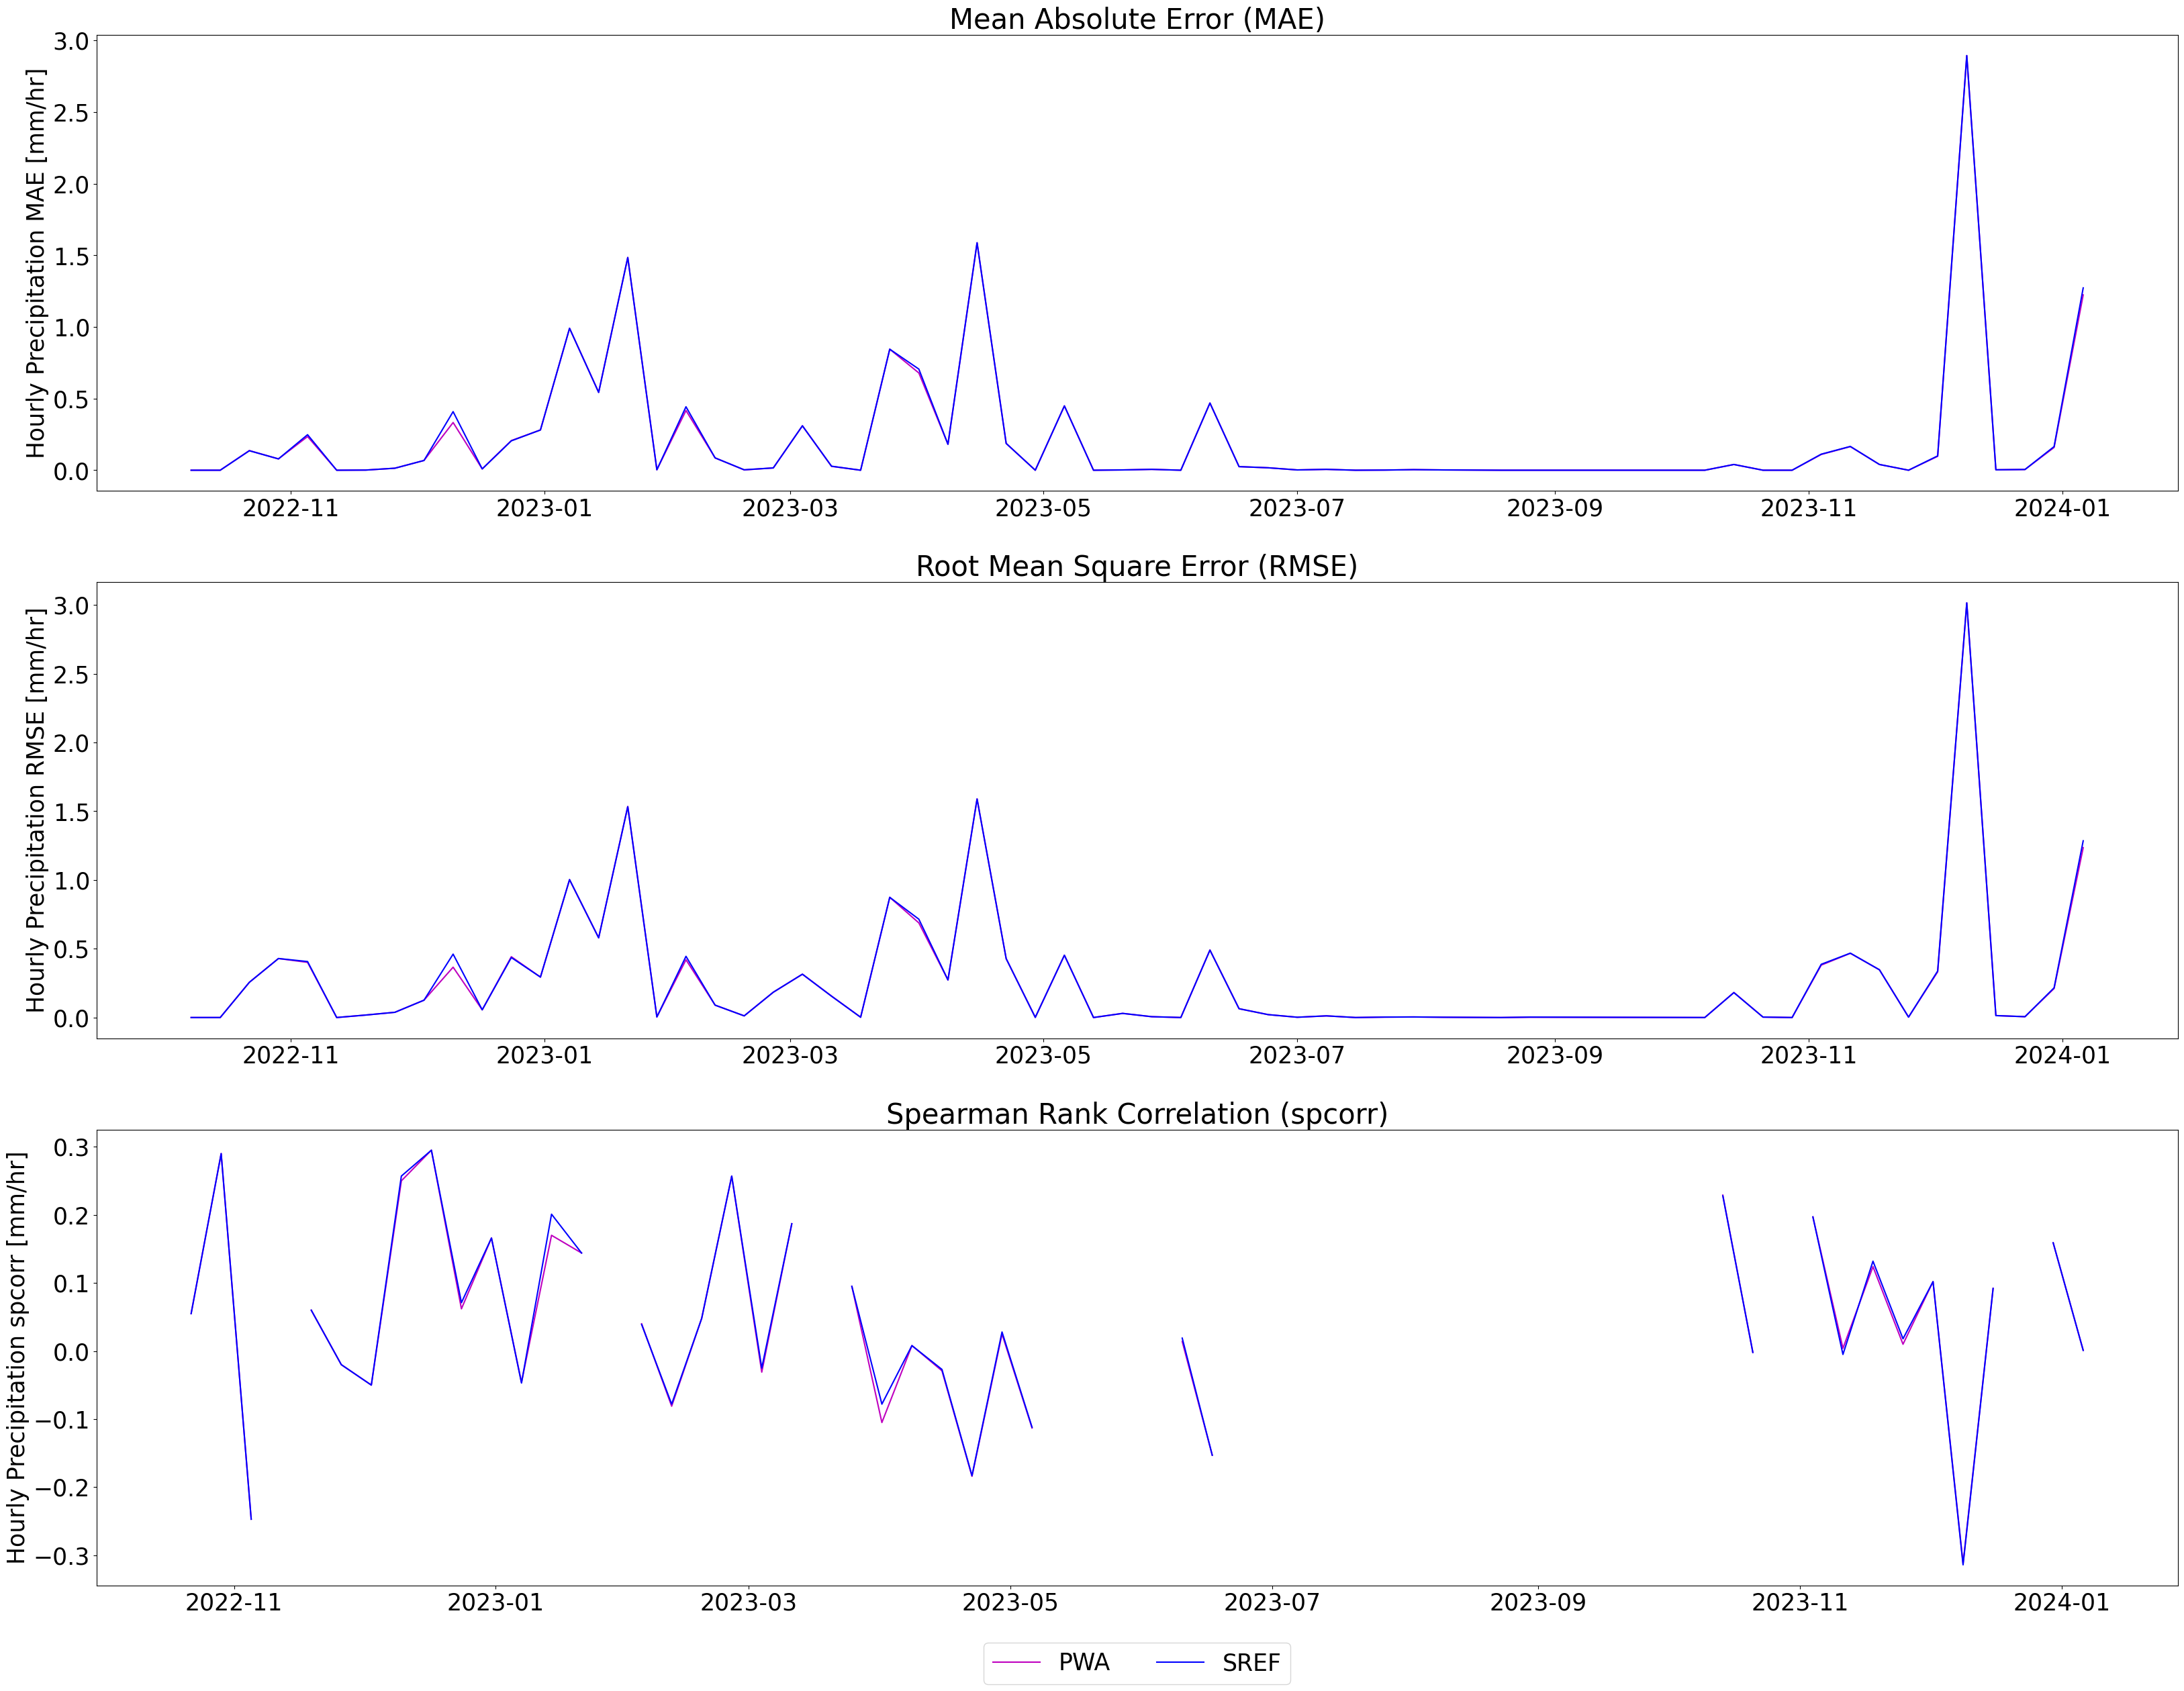 Mean Absolute Error (MAE)
Hourly Precipitation MAE [mm/hr]
3.0
2.5
2.0
1.5
1.0
0.5
0.0
2022-11 2023-01 2023-03 2023-05 2023-07 2023-09 2023-11 2024-01
Root Mean Square Error (RMSE)
Hourly Precipitation RMSE [mm/hr]
3.0
2.5
2.0
1.5
1.0
0.5
0.0
2022-11 2023-01 2023-03 2023-05 2023-07 2023-09 2023-11 2024-01
Spearman Rank Correlation (spcorr)
Hourly Precipitation spcorr [mm/hr]
0.3
0.2
0.1
0.0
−0.1
−0.2
−0.3
2022-11 2023-01 2023-03 2023-05 2023-07 2023-09 2023-11 2024-01
PWA SREF